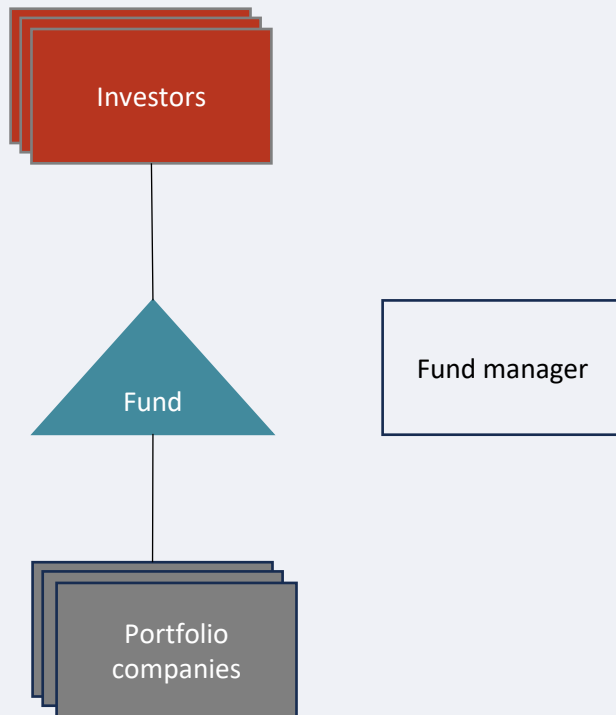 Investors
Fund
Fund manager
Portfolio
companies